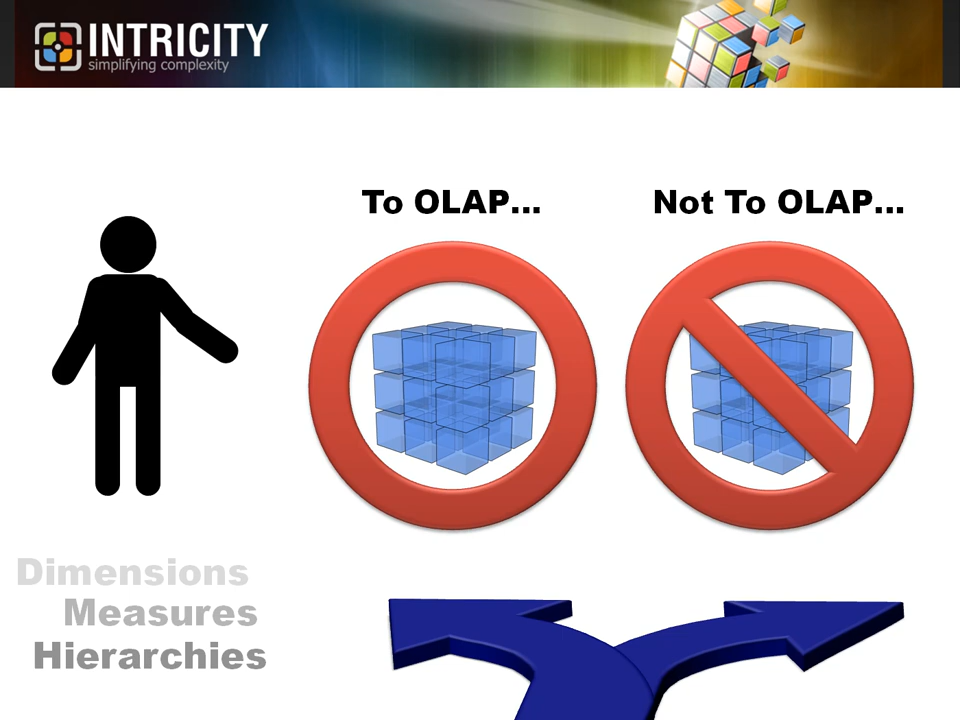 INTRICITY
simplifying complexity
To OLAP...
Not To OLAP...
Dimensions
Measures
Hierarchies